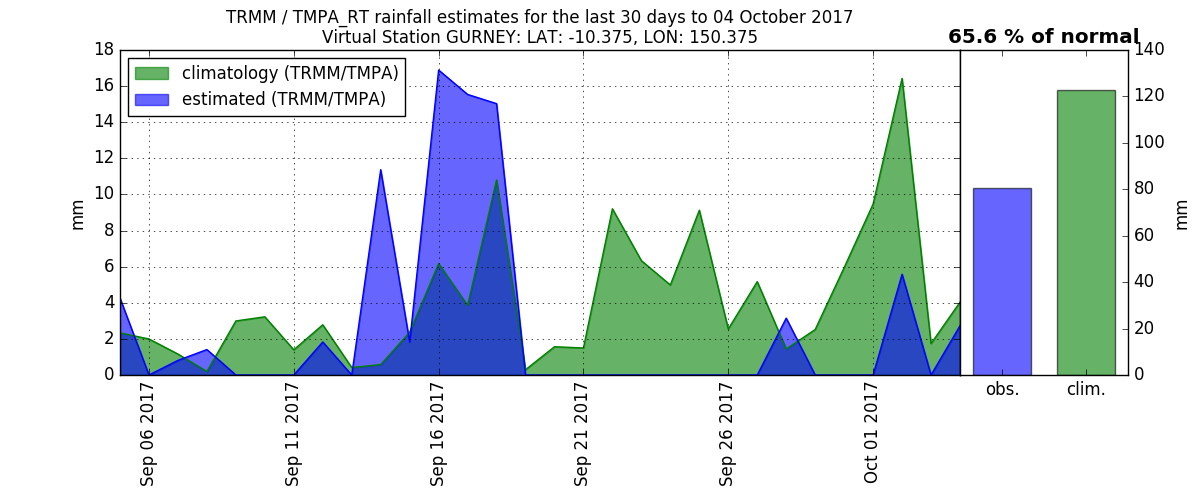 TRMM / TMPA_RT rainfall estimates for the last 30 days to 04 October 2017
Virtual Station GURNEY: LAT: -10.375, LON: 150.375
65.6 % of normal
climatology (TRMM/TMPA)
estimated (TRMM/TMPA)
18
16
14
12
10
8
6
4
2
0
mm
Sep 06 2017
Sep 11 2017
Sep 16 2017
Sep 21 2017
Sep 26 2017
Oct 01 2017
obs.
clim.
140
120
100
80
60
40
20
0
mm